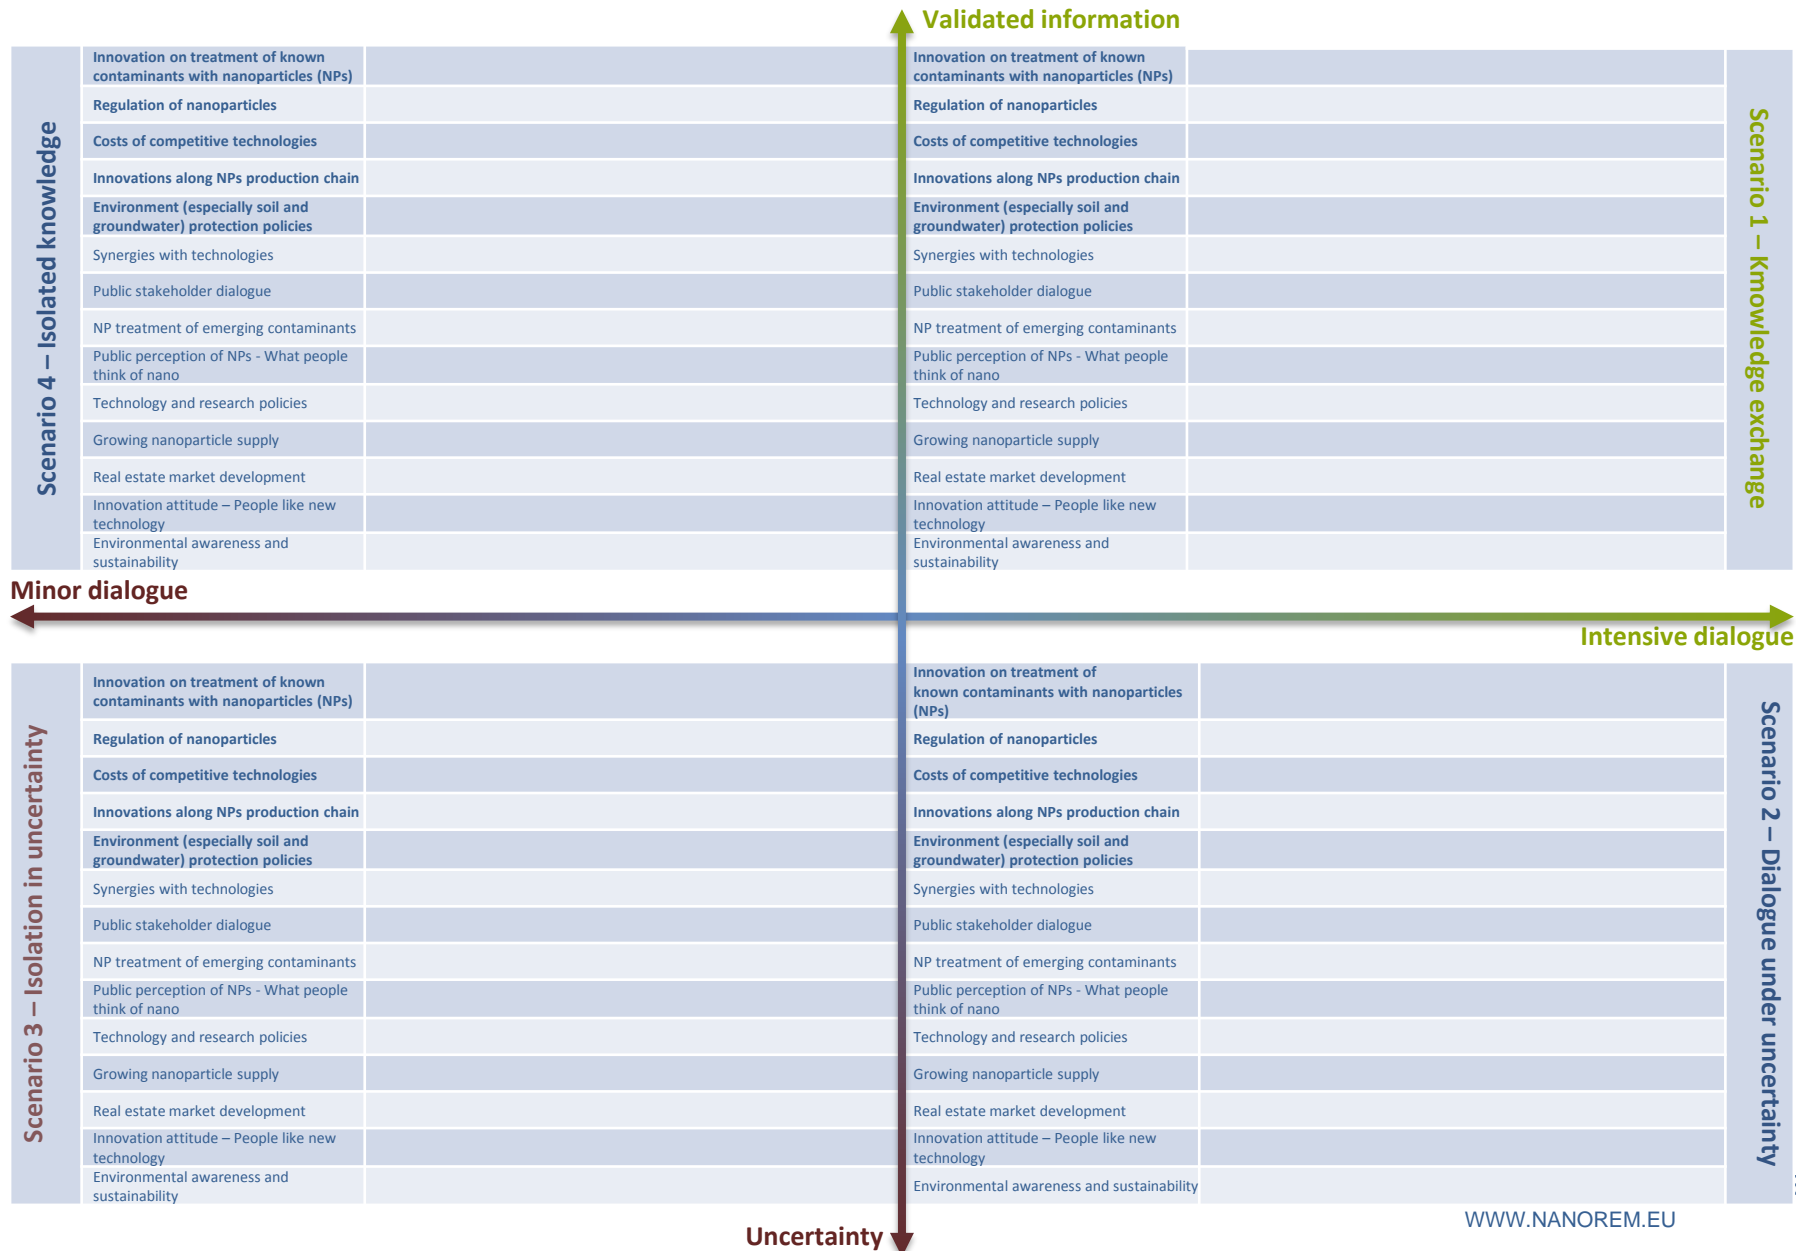 Validated information
Scenario 4 – Isolated knowledge
Innovation on treatment of known
contaminants with nanoparticles (NPs)
Regulation of nanoparticles
Costs of competitive technologies
Innovations along NPs production chain
Environment (especially soil and
groundwater) protection policies
Synergies with technologies
Public stakeholder dialogue
NP treatment of emerging contaminants
Public perception of NPs - What people
think of nano
Technology and research policies
Growing nanoparticle supply
Real estate market development
Innovation attitude – People like new
technology
Environmental awareness and
sustainability
Innovation on treatment of known
contaminants with nanoparticles (NPs)
Regulation of nanoparticles
Costs of competitive technologies
Innovations along NPs production chain
Environment (especially soil and
groundwater) protection policies
Synergies with technologies
Public stakeholder dialogue
NP treatment of emerging contaminants
Public perception of NPs - What people
think of nano
Technology and research policies
Growing nanoparticle supply
Real estate market development
Innovation attitude – People like new
technology
Environmental awareness and
sustainability
Scenario 1 – Kmowledge exchange
Minor dialogue
Intensive dialogue
Scenario 3 – Isolation in uncertainty
Innovation on treatment of known
contaminants with nanoparticles (NPs)
Regulation of nanoparticles
Costs of competitive technologies
Innovations along NPs production chain
Environment (especially soil and
groundwater) protection policies
Synergies with technologies
Public stakeholder dialogue
NP treatment of emerging contaminants
Public perception of NPs - What people
think of nano
Technology and research policies
Growing nanoparticle supply
Real estate market development
Innovation attitude – People like new
technology
Environmental awareness and
sustainability
Innovation on treatment of
known contaminants with nanoparticles
(NPs)
Regulation of nanoparticles
Costs of competitive technologies
Innovations along NPs production chain
Environment (especially soil and
groundwater) protection policies
Synergies with technologies
Public stakeholder dialogue
NP treatment of emerging contaminants
Public perception of NPs - What people
think of nano
Technology and research policies
Growing nanoparticle supply
Real estate market development
Innovation attitude – People like new
technology
Environmental awareness and sustainability
Scenario 2 – Dialogue under uncertainty
WWW.NANOREM.EU
Uncertainty